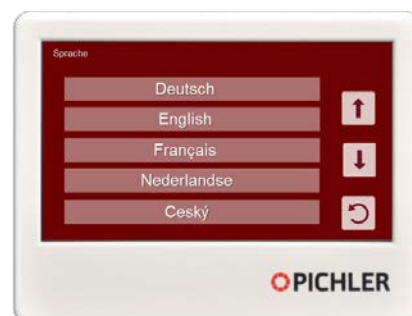 Sprache
Deutsch
English
Français
Nederlandse
Ceský
PICHLER